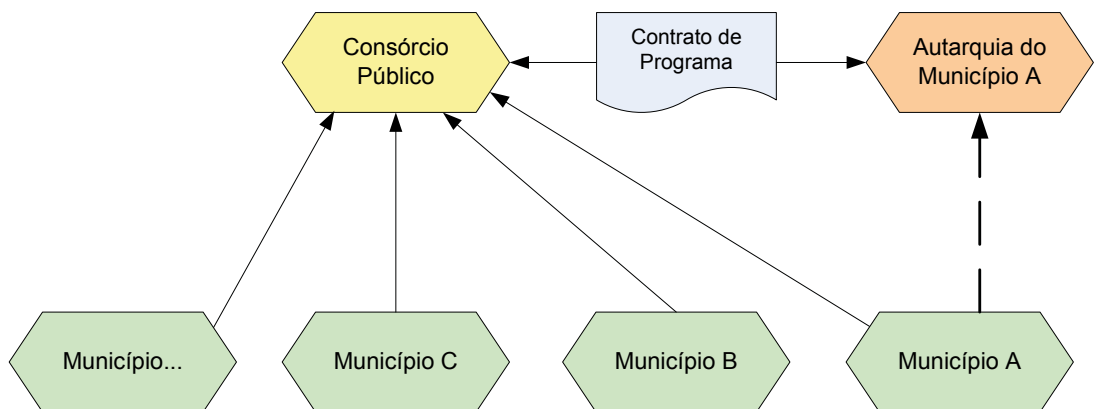 Consórcio
Público
Contrato de
Programa
Autarquia do
Município A
Município...
Município C
Município B
Município A